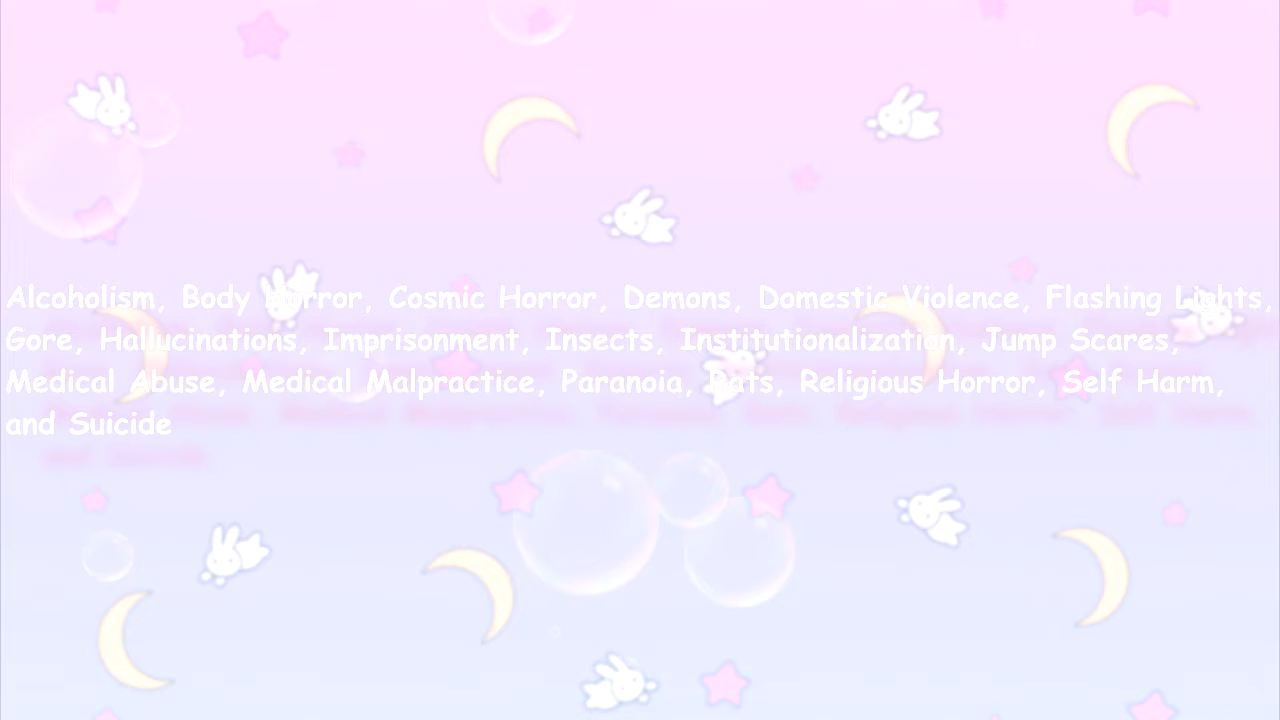 Alcoholism, Body Horror, Cosmic Horror, Demons, Domestic Violence, Flashing Lights,
Gore, Hallucinations, Imprisonment, Insects, Institutionalization, Jump Scares,
Medical Abuse, Medical Malpractice, Paranoia, Rats, Religious Horror, Self Harm,
and Suicide